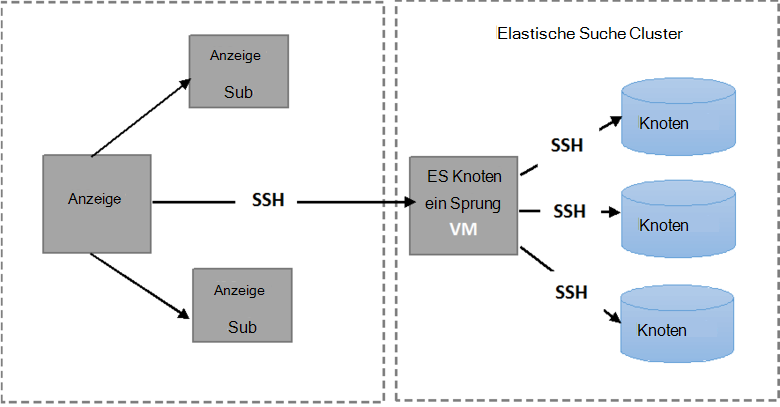 Elastische Suche Cluster
Anzeige
Sub
Anzeige
SSH
Anzeige
Sub
ES Knoten
ein Sprung
VM
SSH
Knoten
SSH
Knoten
SSH
Knoten